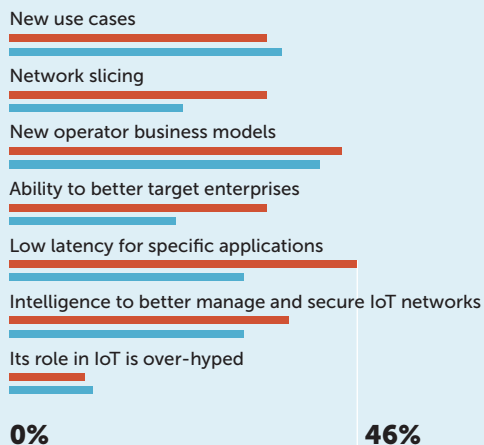 New use cases
Network slicing
New operator business models
Ability to better target enterprises
Low latency for specific applications
Intelligence to better manage and secure IoT networks
Its role in IoT is over-hyped
0% 46%